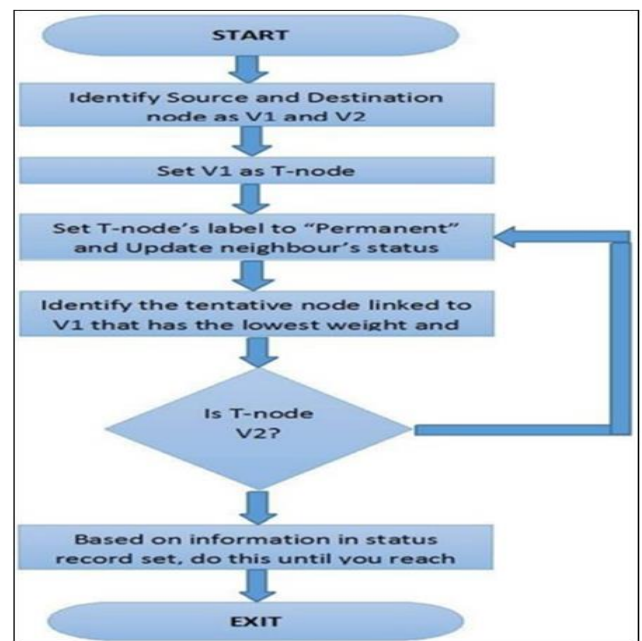 START
Identify Source and Destination
node as V1 and V2
Set V1 as T-node
Set T-node's label to "Permanent"
and Update neighbour's status
Identify the tentative node linked to
V1 that has the lowest weight and
Is T-node
V2?
Based on information in status
record set, do this until you reach
EXIT